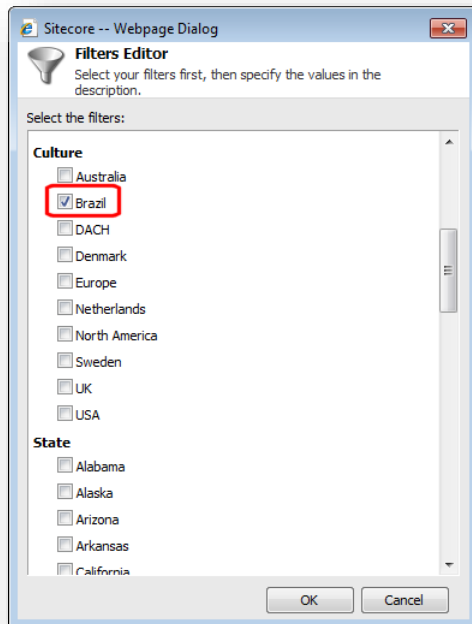 Sitecore -- Webpage Dialog
Filters Editor
Select your filters first, then specify the values in the
description.
Select the filters:
Culture
Australia
Brazil
DACH
Denmark
Europe
Netherlands
North America
Sweden
UK
USA
State
Alabama
Alaska
Arizona
Arkansas
California
OK
Cancel